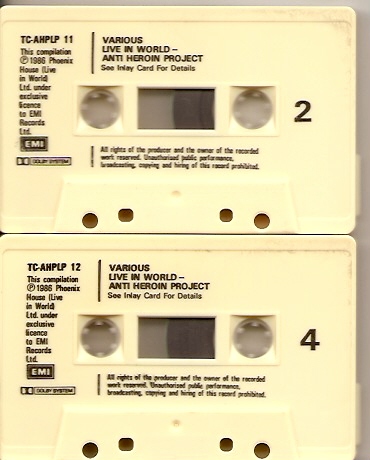 TC-AHPLP 11
This compilation
Ⓟ1986 Phoenix
House (Live
in World)
Ltd. under
exclusive
licence
to EMI
Records
Ltd.
EMI
DOLBY SYSTEM
VARIOUS
LIVE IN WORLD –
ANTI HEROIN PROJECT
See Inlay Card For Details
2
All rights of the producer and the owner of the recorded
work reserved. Unauthorised public performance,
broadcasting, copying and hiring of this record prohibited.
TC-AHPLP 12
This compilation
Ⓟ1986 Phoenix
House (Live
in World)
Ltd. under
exclusive
licence
to EMI
Records
Ltd.
EMI
DOLBY SYSTEM
VARIOUS
LIVE IN WORLD –
ANTI HEROIN PROJECT
See Inlay Card For Details
4
All rights of the producer and the owner of the recorded
work reserved. Unauthorised public performance,
broadcasting, copying and hiring of this record prohibited.